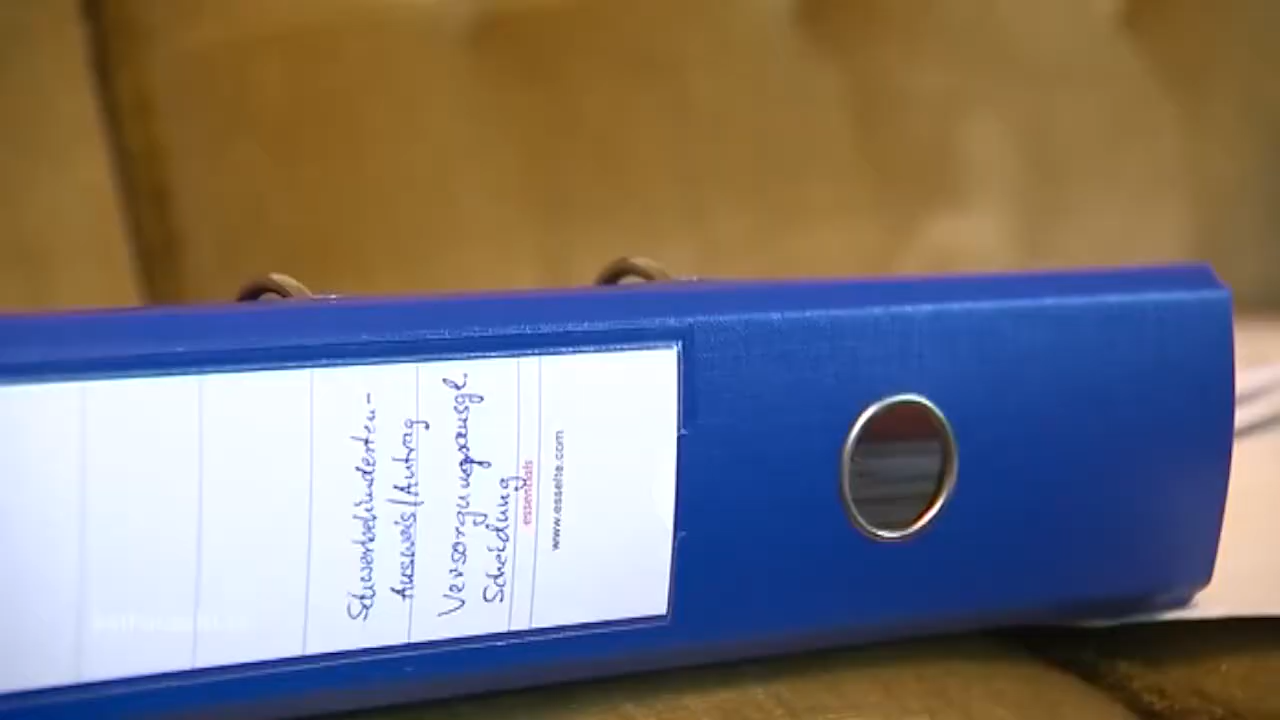 Schwerbehinderten-
Ausweis/Antrag
Versorgungsausgl.
Scheidung
essentials
www.esselte.com